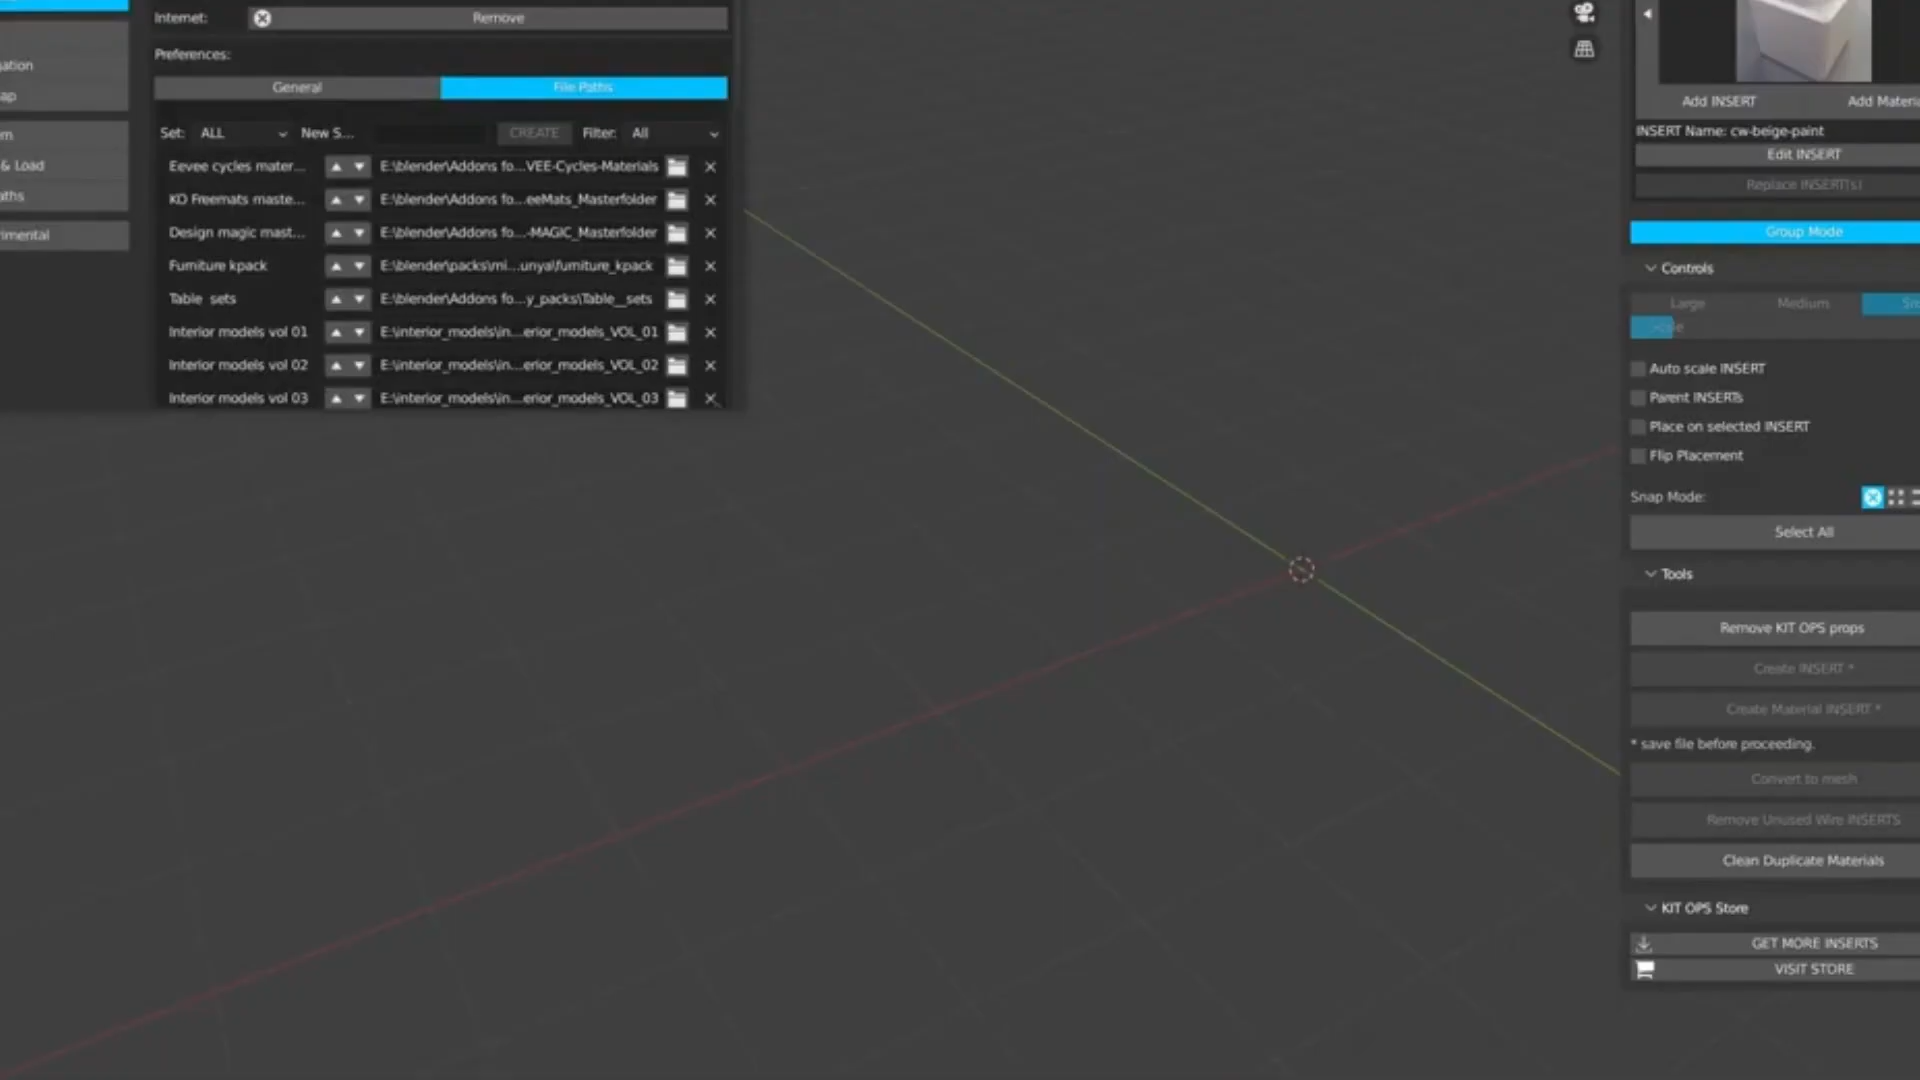 Internet:
Remove
Preferences:
General
File Paths
Set:
ALL
New S...
CREATE
Filter:
All
Eevee cycles mater...
E:\blender\Addons fo...VEE-Cycles-Materials
KO Freemats maste...
E:\blender\Addons fo...eeMats_Masterfolder
Design magic mast...
E:\blender\Addons fo...-MAGIC_Masterfolder
Furniture kpack
E:\blender\packs\mi...unya\furniture_kpack
Table sets
E:\blender\Addons fo...y_packs\Table__sets
Interior models vol 01
E:\interior_models\in...erior_models_VOL_01
Interior models vol 02
E:\interior_models\in...erior_models_VOL_02
Interior models vol 03
E:\interior_models\in...erior_models_VOL_03
ation
ap
m
& Load
aths
imental
Add INSERT
Add Materia
INSERT Name: cw-beige-paint
Edit INSERT
Replace INSERT(s)
Group Mode
Controls
Large
Medium
Sm
Auto scale INSERT
Parent INSERTs
Place on selected INSERT
Flip Placement
Snap Mode:
Select All
Tools
Remove KIT OPS props
Create INSERT *
Create Material INSERT *
* save file before proceeding.
Convert to mesh
Remove Unused Wire INSERTS
Clean Duplicate Materials
KIT OPS Store
GET MORE INSERTS
VISIT STORE